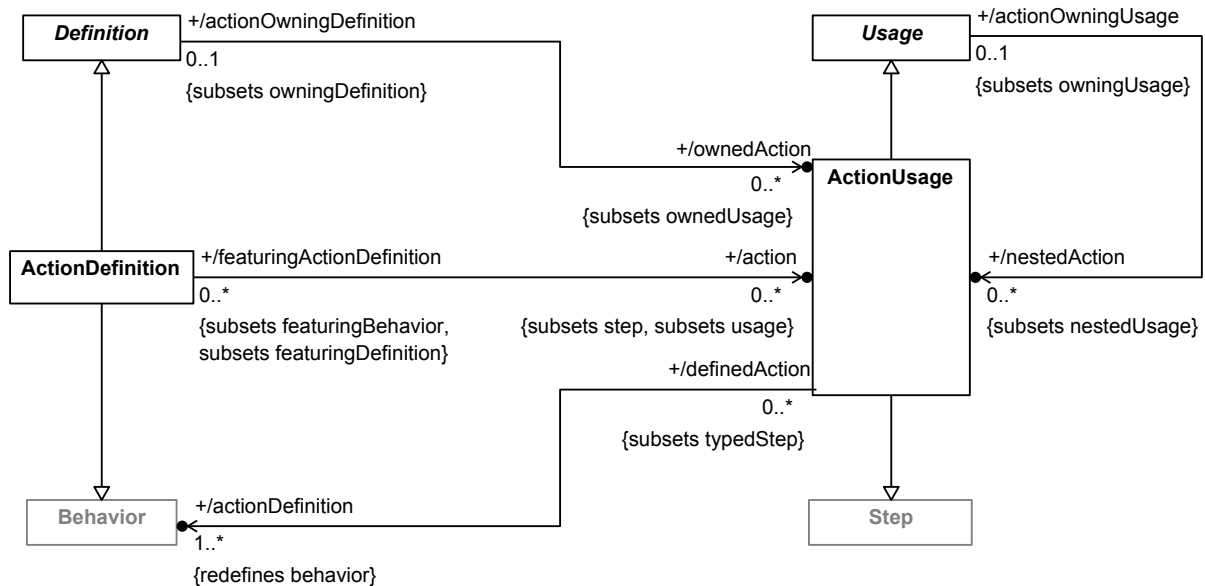 +/actionOwningDefinition
+/actionOwningUsage
Definition
Usage
0..1
0..1
{subsets owningDefinition}
{subsets owningUsage}
+/ownedAction
ActionUsage
0..*
{subsets ownedUsage}
ActionDefinition
+/featuringActionDefinition
+/action
+/nestedAction
0..*
0..*
0..*
{subsets featuringBehavior,
subsets featuringDefinition}
{subsets step, subsets usage}
{subsets nestedUsage}
+/definedAction
0..*
{subsets typedStep}
Behavior
+/actionDefinition
Step
1..*
{redefines behavior}